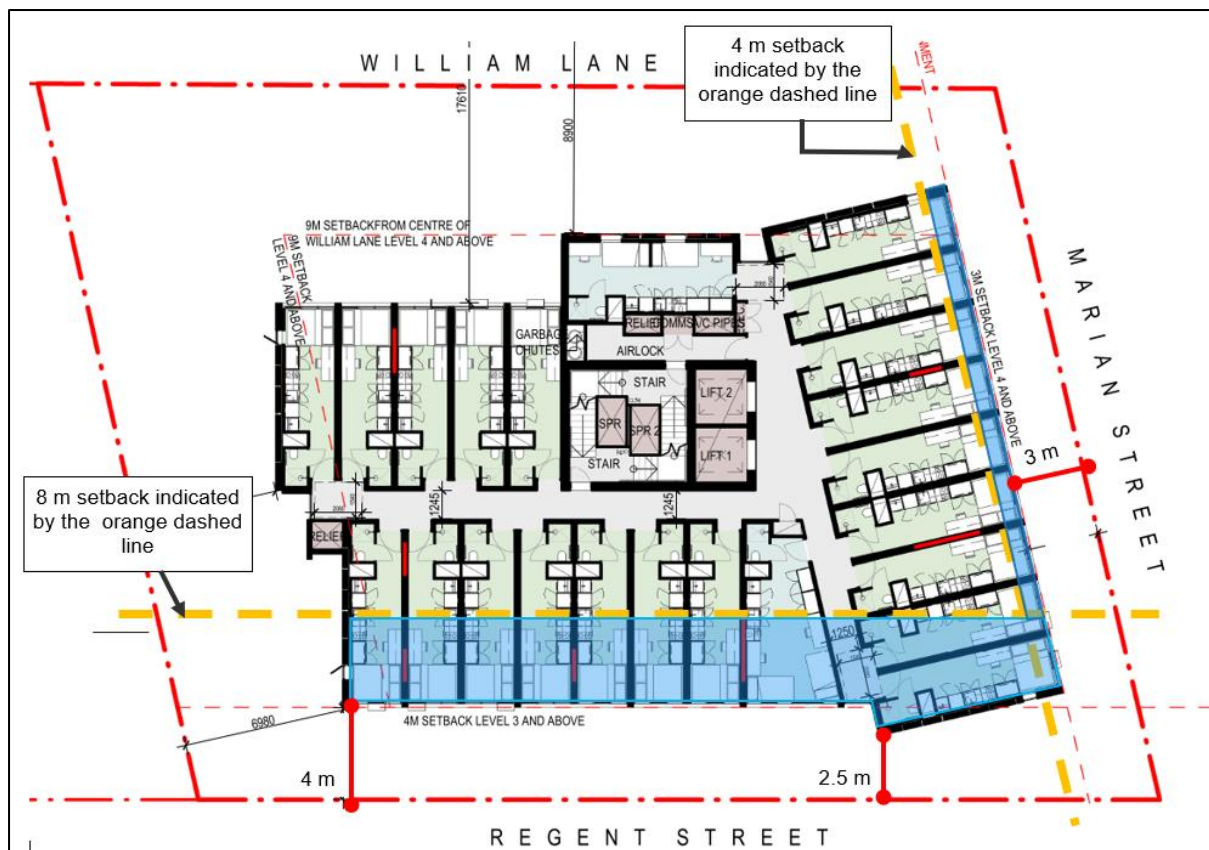 WILLIAM LANE
4 m setback
indicated by the
orange dashed line
17610
8900
9M SETBACKFROM CENTRE OF
WILLIAM LANE LEVEL 4 AND ABOVE
9M SETBACK
LEVEL 4 AND ABOVE
3M SETBACK LEVEL 4 AND ABOVE
MARIAN STREET
GARBAG
CHUTES
RELIE
COMMS
A/C PIPES
AIRLOCK
STAIR
LIFT 2
SPR
SPR 2
LIFT 1
STAIR
3 m
8 m setback indicated
by the orange dashed
line
1245
1245
RELIEF
1250
6980
4M SETBACK LEVEL 3 AND ABOVE
4 m
2.5 m
REGENT STREET